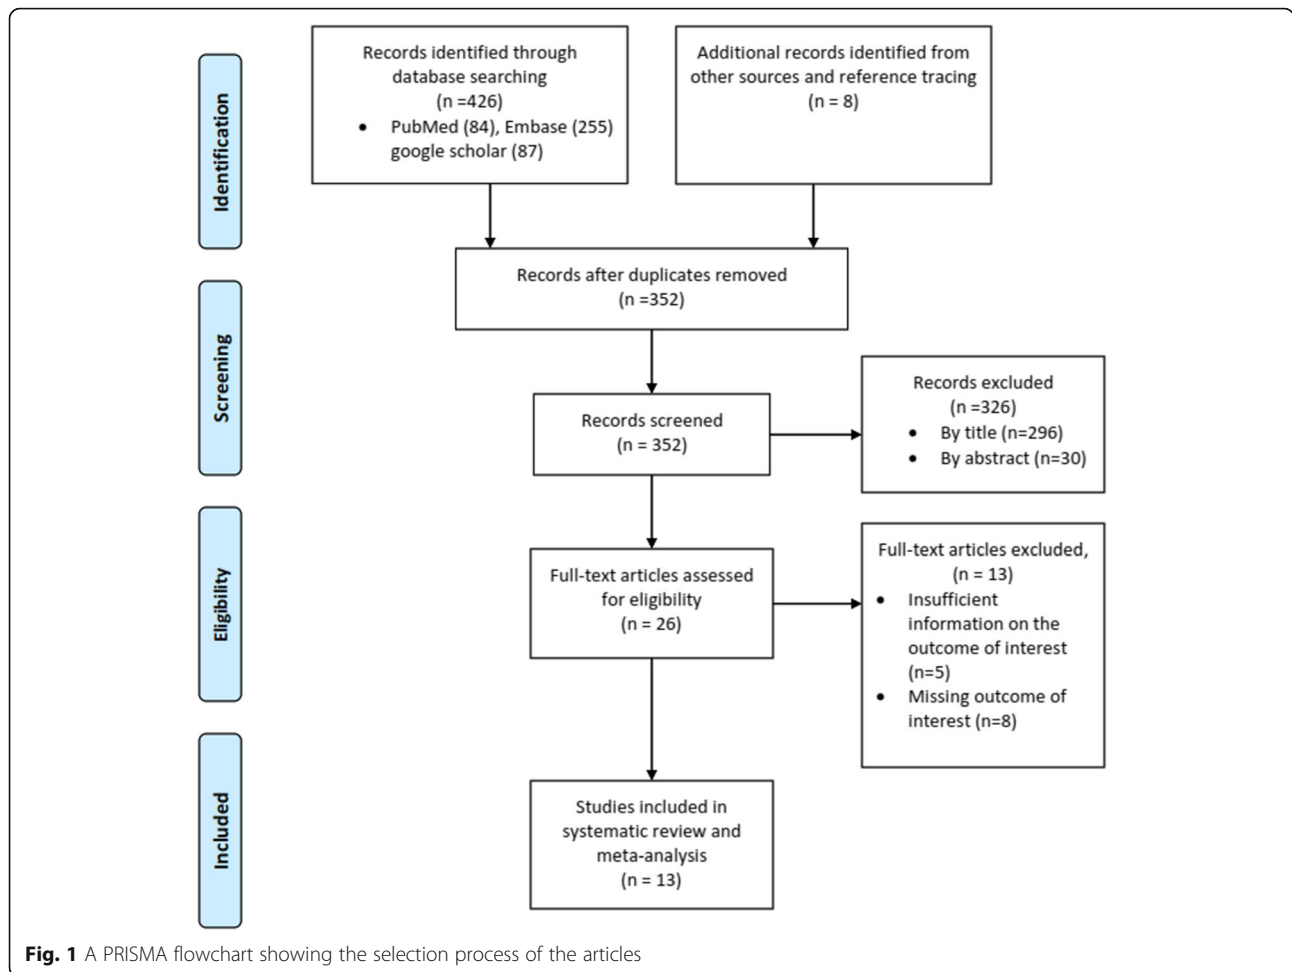 Identification
Records identified through
database searching
(n =426)
• PubMed (84), Embase (255)
google scholar (87)
Additional records identified from
other sources and reference tracing
(n = 8)
Records after duplicates removed
(n =352)
Screening
Records screened
(n = 352)
Records excluded
(n =326)
• By title (n=296)
• By abstract (n=30)
Eligibility
Full-text articles assessed
for eligibility
(n = 26)
Full-text articles excluded,
(n = 13)
• Insufficient
information on the
outcome of interest
(n=5)
• Missing outcome of
interest (n=8)
Included
Studies included in
systematic review and
meta-analysis
(n = 13)
Fig. 1 A PRISMA flowchart showing the selection process of the articles